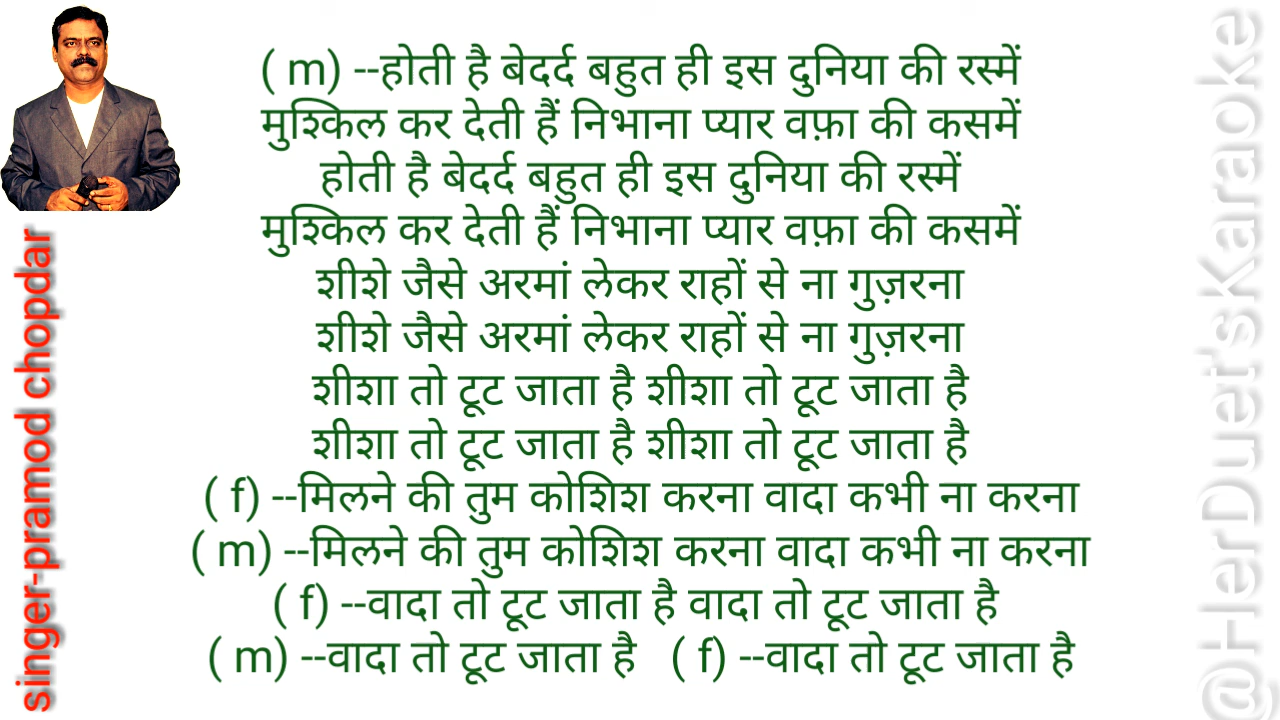 ( m) --होती है बेदर्द बहुत ही इस दुनिया की रस्में
मुश्किल कर देती हैं निभाना प्यार वफ़ा की कसमें
होती है बेदर्द बहुत ही इस दुनिया की रस्में
मुश्किल कर देती हैं निभाना प्यार वफ़ा की कसमें
शीशे जैसे अरमां लेकर राहों से ना गुज़रना
शीशे जैसे अरमां लेकर राहों से ना गुज़रना
शीशा तो टूट जाता है शीशा तो टूट जाता है
शीशा तो टूट जाता है शीशा तो टूट जाता है
( f) --मिलने की तुम कोशिश करना वादा कभी ना करना
( m) --मिलने की तुम कोशिश करना वादा कभी ना करना
( f) --वादा तो टूट जाता है वादा तो टूट जाता है
( m) --वादा तो टूट जाता है ( f) --वादा तो टूट जाता है
singer-pramod chopdar
@HerDuet'sKaraoke